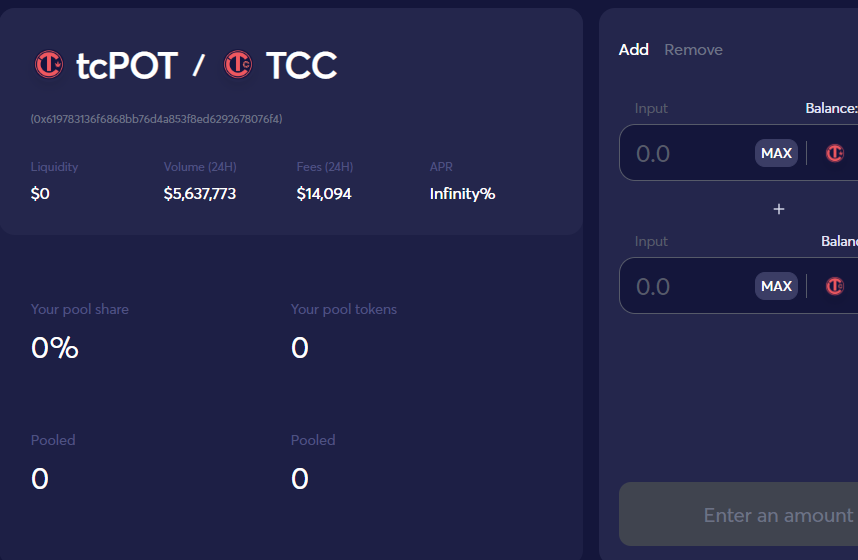 tcPOT / TCC
(0x619783136f6868bb76d4a853f8ed6292678076f4)
Liquidity Volume (24H) Fees (24H) APR
$0 $5,637,773 $14,094 Infinity%
Your pool share Your pool tokens
0% 0
Pooled Pooled
0 0
Add Remove
Input Balance:
0.0 MAX
+
Input Balanc
0.0 MAX
Enter an amount